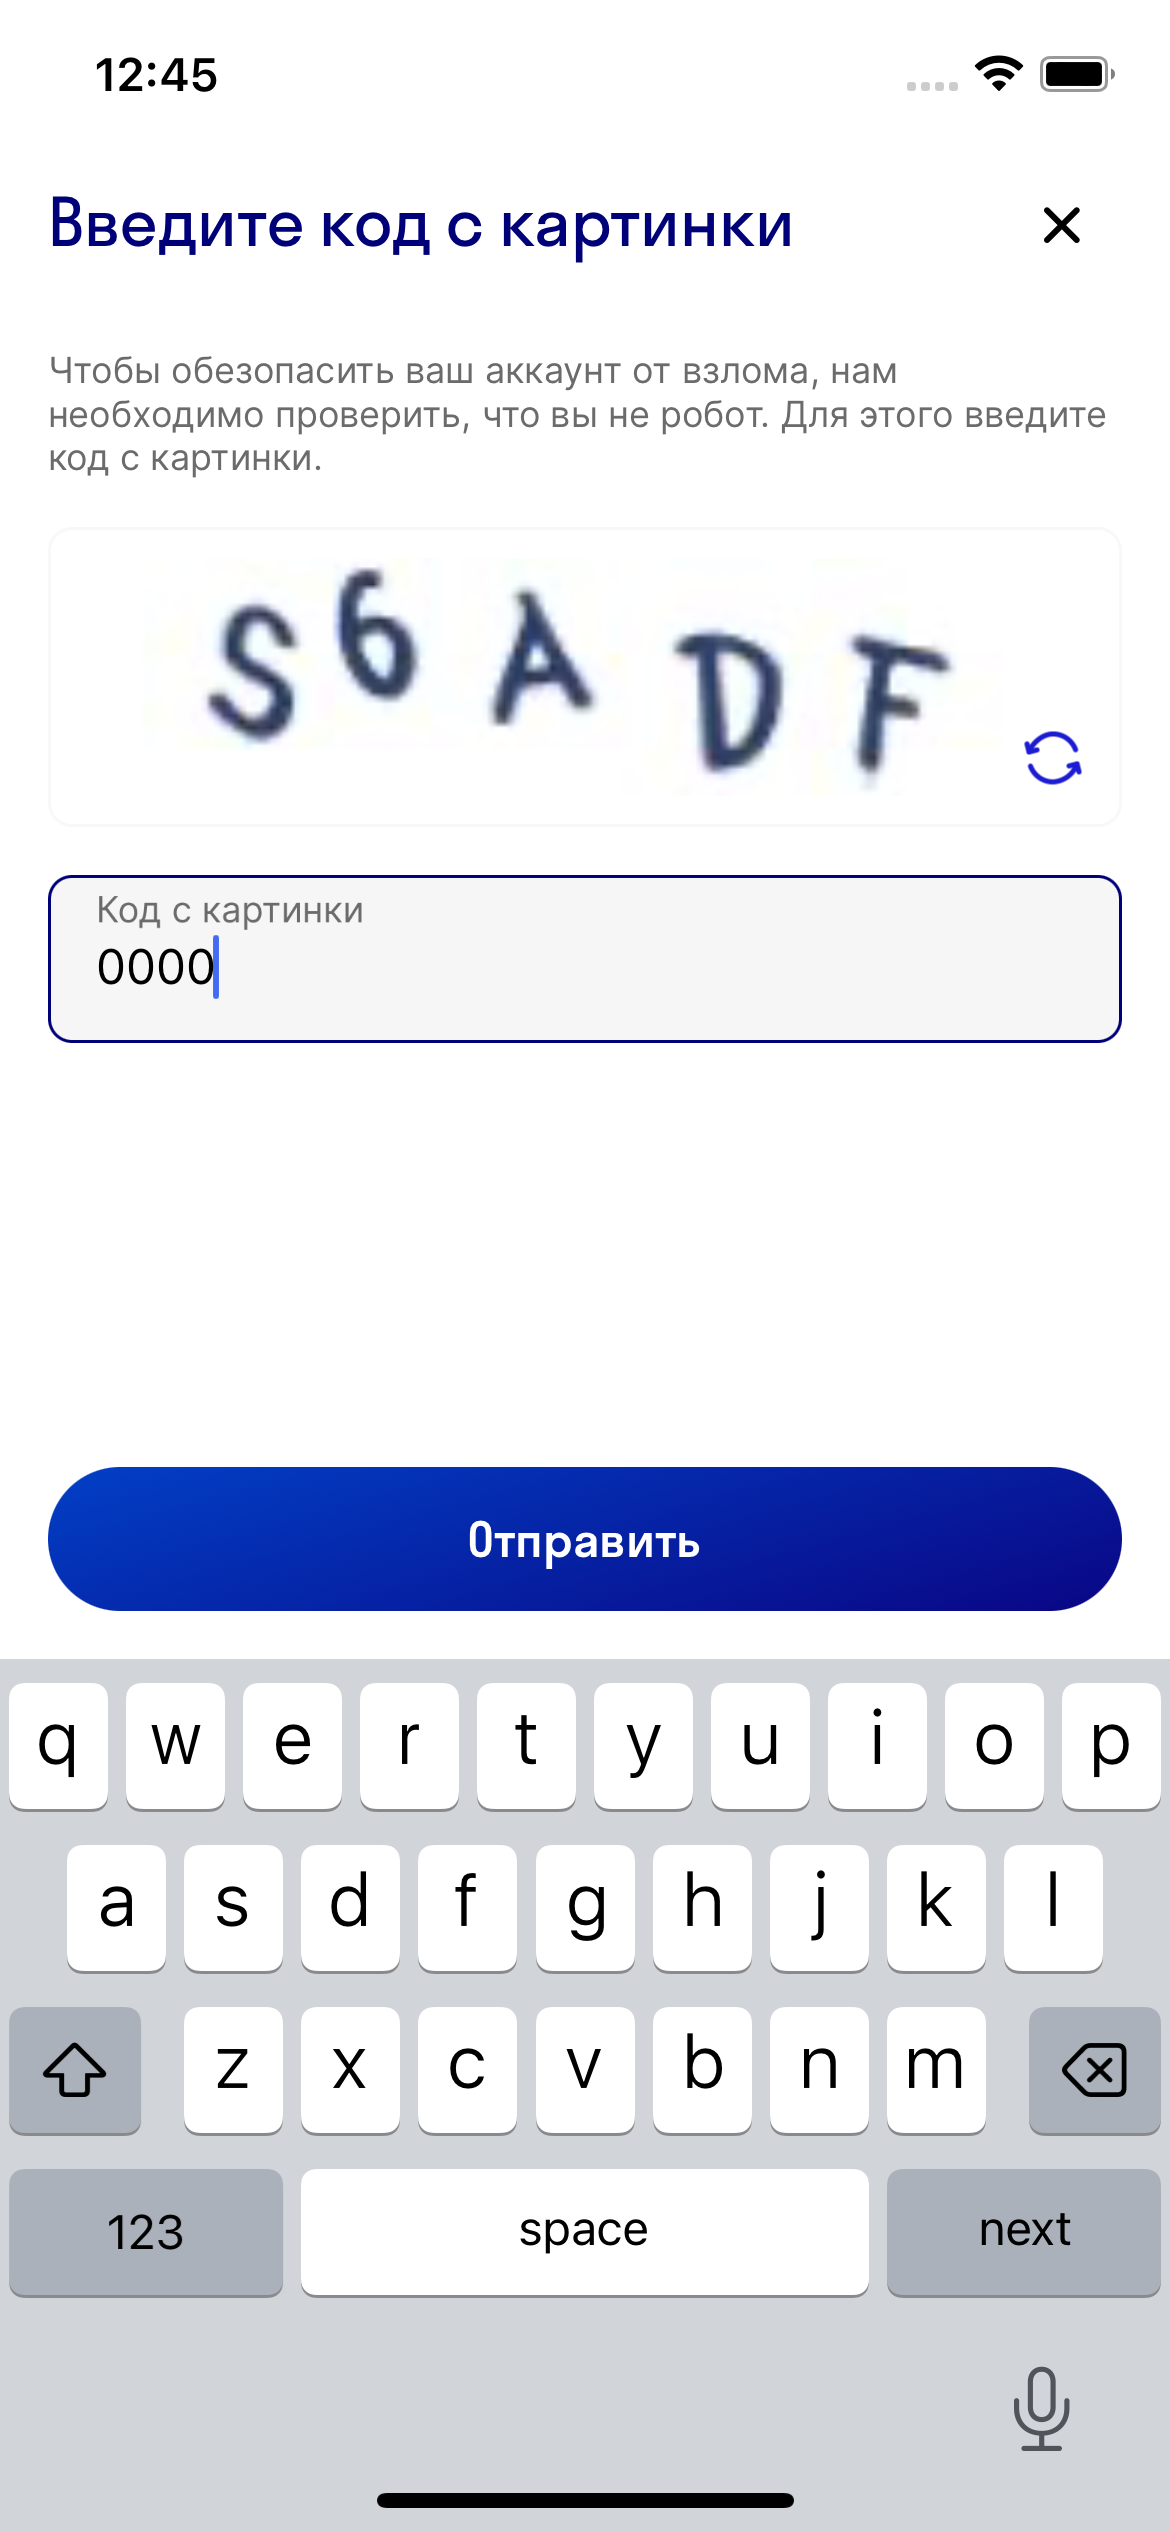 12:45
Введите код с картинки
Чтобы обезопасить ваш аккаунт от взлома, нам
необходимо проверить, что вы не робот. Для этого введите
код с картинки.
S6ADF
Код с картинки
0000
Отправить
q w e r t y u i o p
a s d f g h j k l
z x c v b n m
123 space next